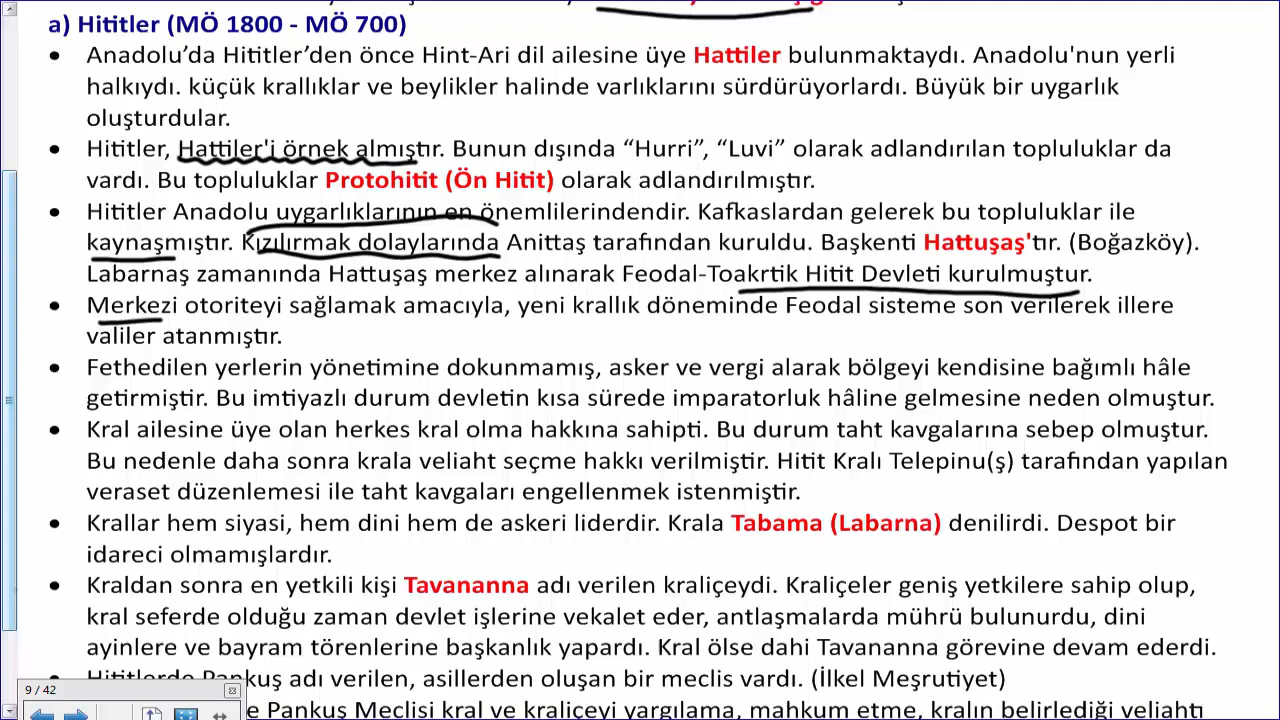 a) Hititler (MÖ 1800 - MÖ 700)
• Anadolu’da Hititler’den önce Hint-Ari dil ailesine üye Hattiler bulunmaktaydı. Anadolu'nun yerli
halkıydı. küçük krallıklar ve beylikler halinde varlıklarını sürdürüyorlardı. Büyük bir uygarlık
oluşturdular.
• Hititler, Hattiler'i örnek almıştır. Bunun dışında “Hurri”, “Luvi” olarak adlandırılan topluluklar da
vardı. Bu topluluklar Protohitit (Ön Hitit) olarak adlandırılmıştır.
• Hititler Anadolu uygarlıklarının en önemlilerindendir. Kafkaslardan gelerek bu topluluklar ile
kaynaşmıştır. Kızılırmak dolaylarında Anittaş tarafından kuruldu. Başkenti Hattuşaş'tır. (Boğazköy).
Labarnaş zamanında Hattuşaş merkez alınarak Feodal-Toakrtik Hitit Devleti kurulmuştur.
• Merkezi otoriteyi sağlamak amacıyla, yeni krallık döneminde Feodal sisteme son verilerek illere
valiler atanmıştır.
• Fethedilen yerlerin yönetimine dokunmamış, asker ve vergi alarak bölgeyi kendisine bağımlı hâle
getirmiştir. Bu imtiyazlı durum devletin kısa sürede imparatorluk hâline gelmesine neden olmuştur.
• Kral ailesine üye olan herkes kral olma hakkına sahipti. Bu durum taht kavgalarına sebep olmuştur.
Bu nedenle daha sonra krala veliaht seçme hakkı verilmiştir. Hitit Kralı Telepinu(ş) tarafından yapılan
veraset düzenlemesi ile taht kavgaları engellenmek istenmiştir.
• Krallar hem siyasi, hem dini hem de askeri liderdir. Krala Tabama (Labarna) denilirdi. Despot bir
idareci olmamışlardır.
• Kraldan sonra en yetkili kişi Tavananna adı verilen kraliçeydi. Kraliçeler geniş yetkilere sahip olup,
kral seferde olduğu zaman devlet işlerine vekalet eder, antlaşmalarda mührü bulunurdu, dini
ayinlere ve bayram törenlerine başkanlık yapardı. Kral ölse dahi Tavananna görevine devam ederdi.
• Hititlerde Pankuş adı verilen, asillerden oluşan bir meclis vardı. (İlkel Meşrutiyet)
9 / 42
e Pankuş Meclisi kral ve kraliçeyi yargılama, mahkum etme, kralın belirlediği veliahtı